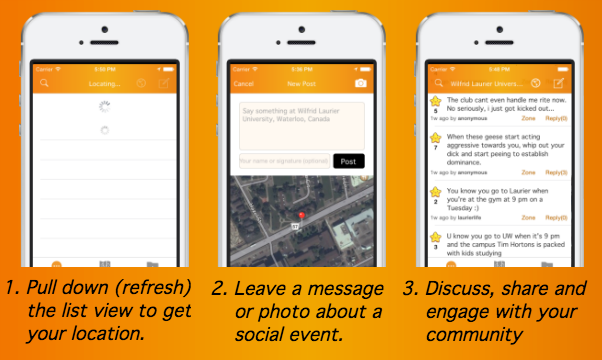 Carrier 5:50 PM
Locating...
Carrier 5:36 PM
Cancel New Post
Say something at Wilfrid Laurier
University, Waterloo, Canada
Your name or signature (optional) Post
Carrier 5:46 PM
Wilfrid Laurier Univers...
The club cant even handle me rite now.
No seriously, i just got kicked out...
5
1w ago by anonymous Zone Reply(0)
When these geese start acting
aggressive towards you, whip out your
dick and start peeing to establish
dominance.
7
1w ago by anonymous Zone Reply(0)
You know you go to Laurier when
you're at the gym at 9 pm on a
Tuesday :)
2
1w ago by laurierlife Zone Reply(0)
U know you go to UW when it's 9 pm
and the campus Tim Hortons is packed
with kids studying
3
1. Pull down (refresh)
the list view to get
your location.
2. Leave a message
or photo about a
social event.
3. Discuss, share and
engage with your
community